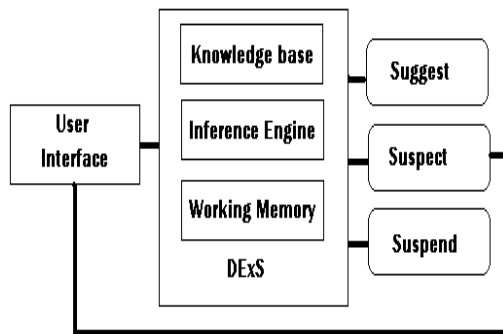 User
Interface
Knowledge base
Inference Engine
Working Memory
DExS
Suggest
Suspect
Suspend